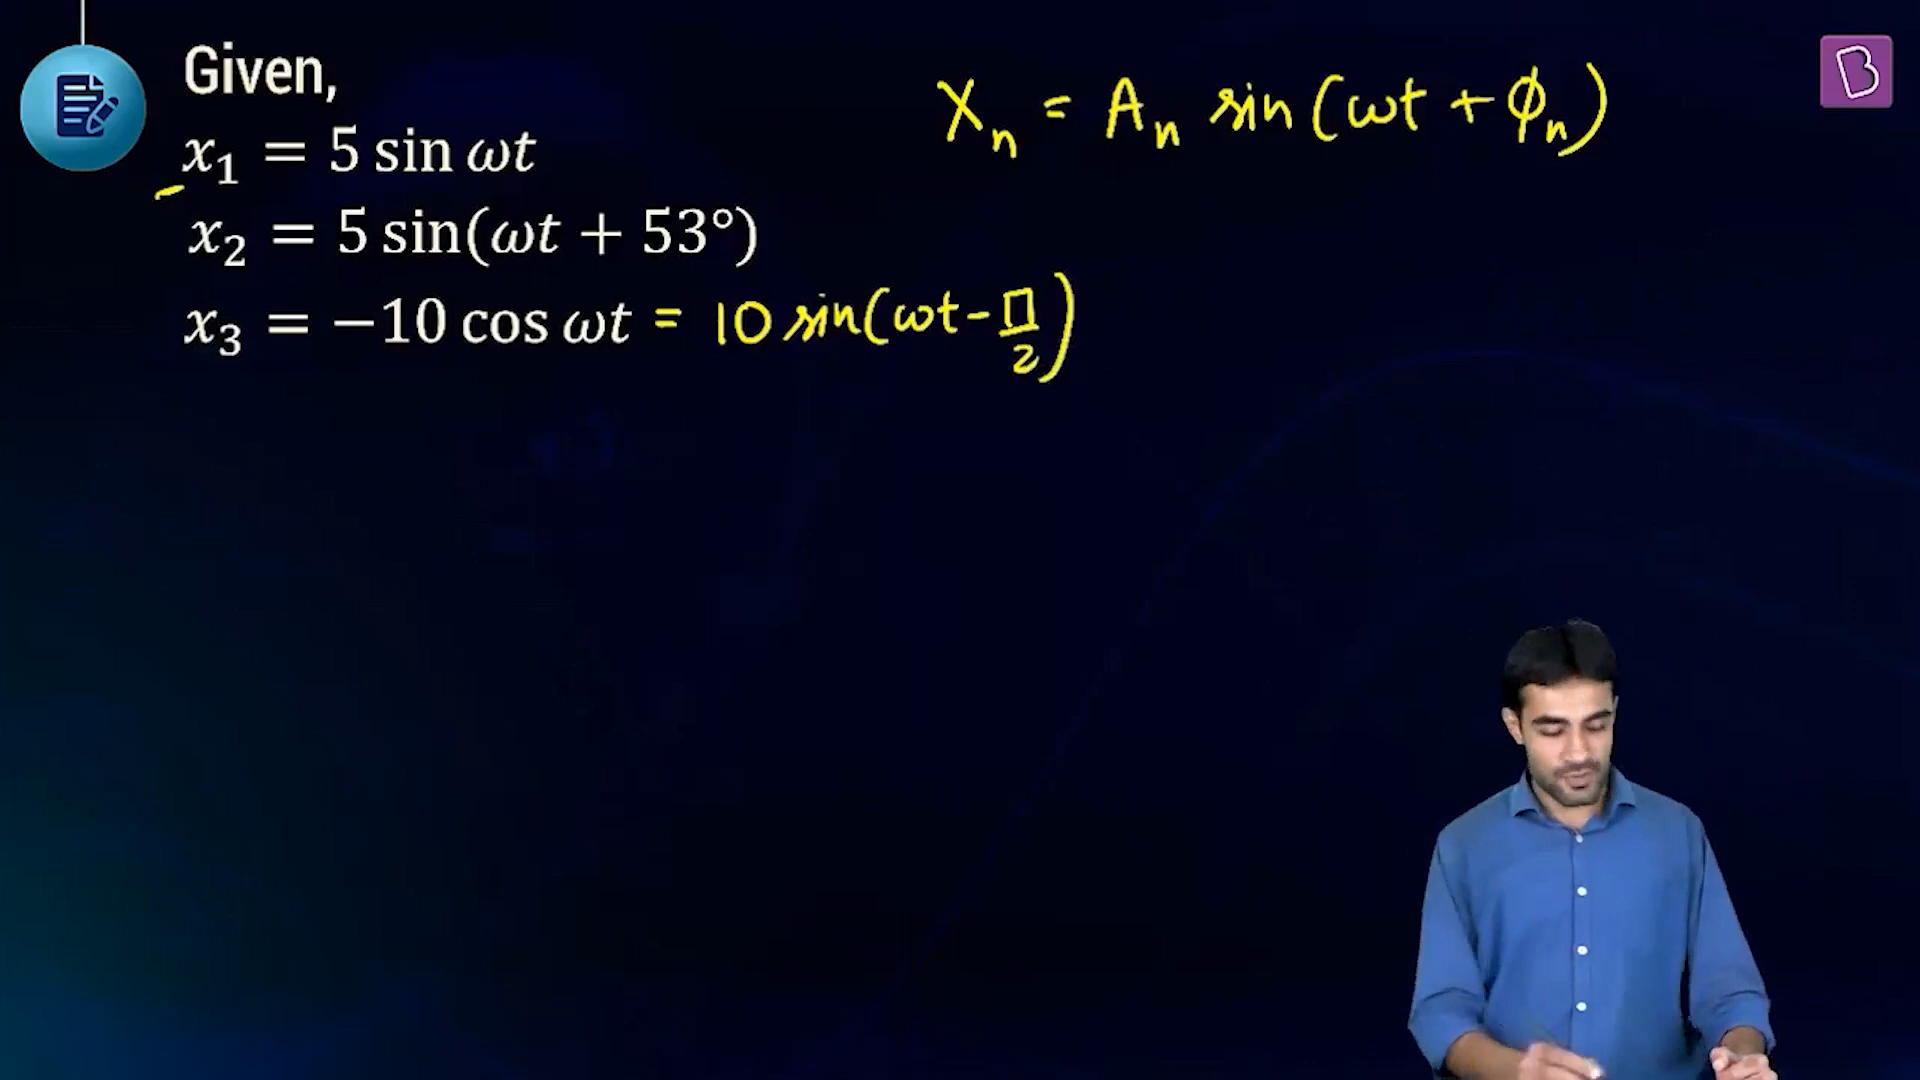 Given,
x₁ = 5 sin ωt
x₂ = 5 sin(ωt + 53°)
x₃ = −10 cos ωt = 10 sin(ωt - π/2)
Xₙ = Aₙ sin(ωt + ϕₙ)
B